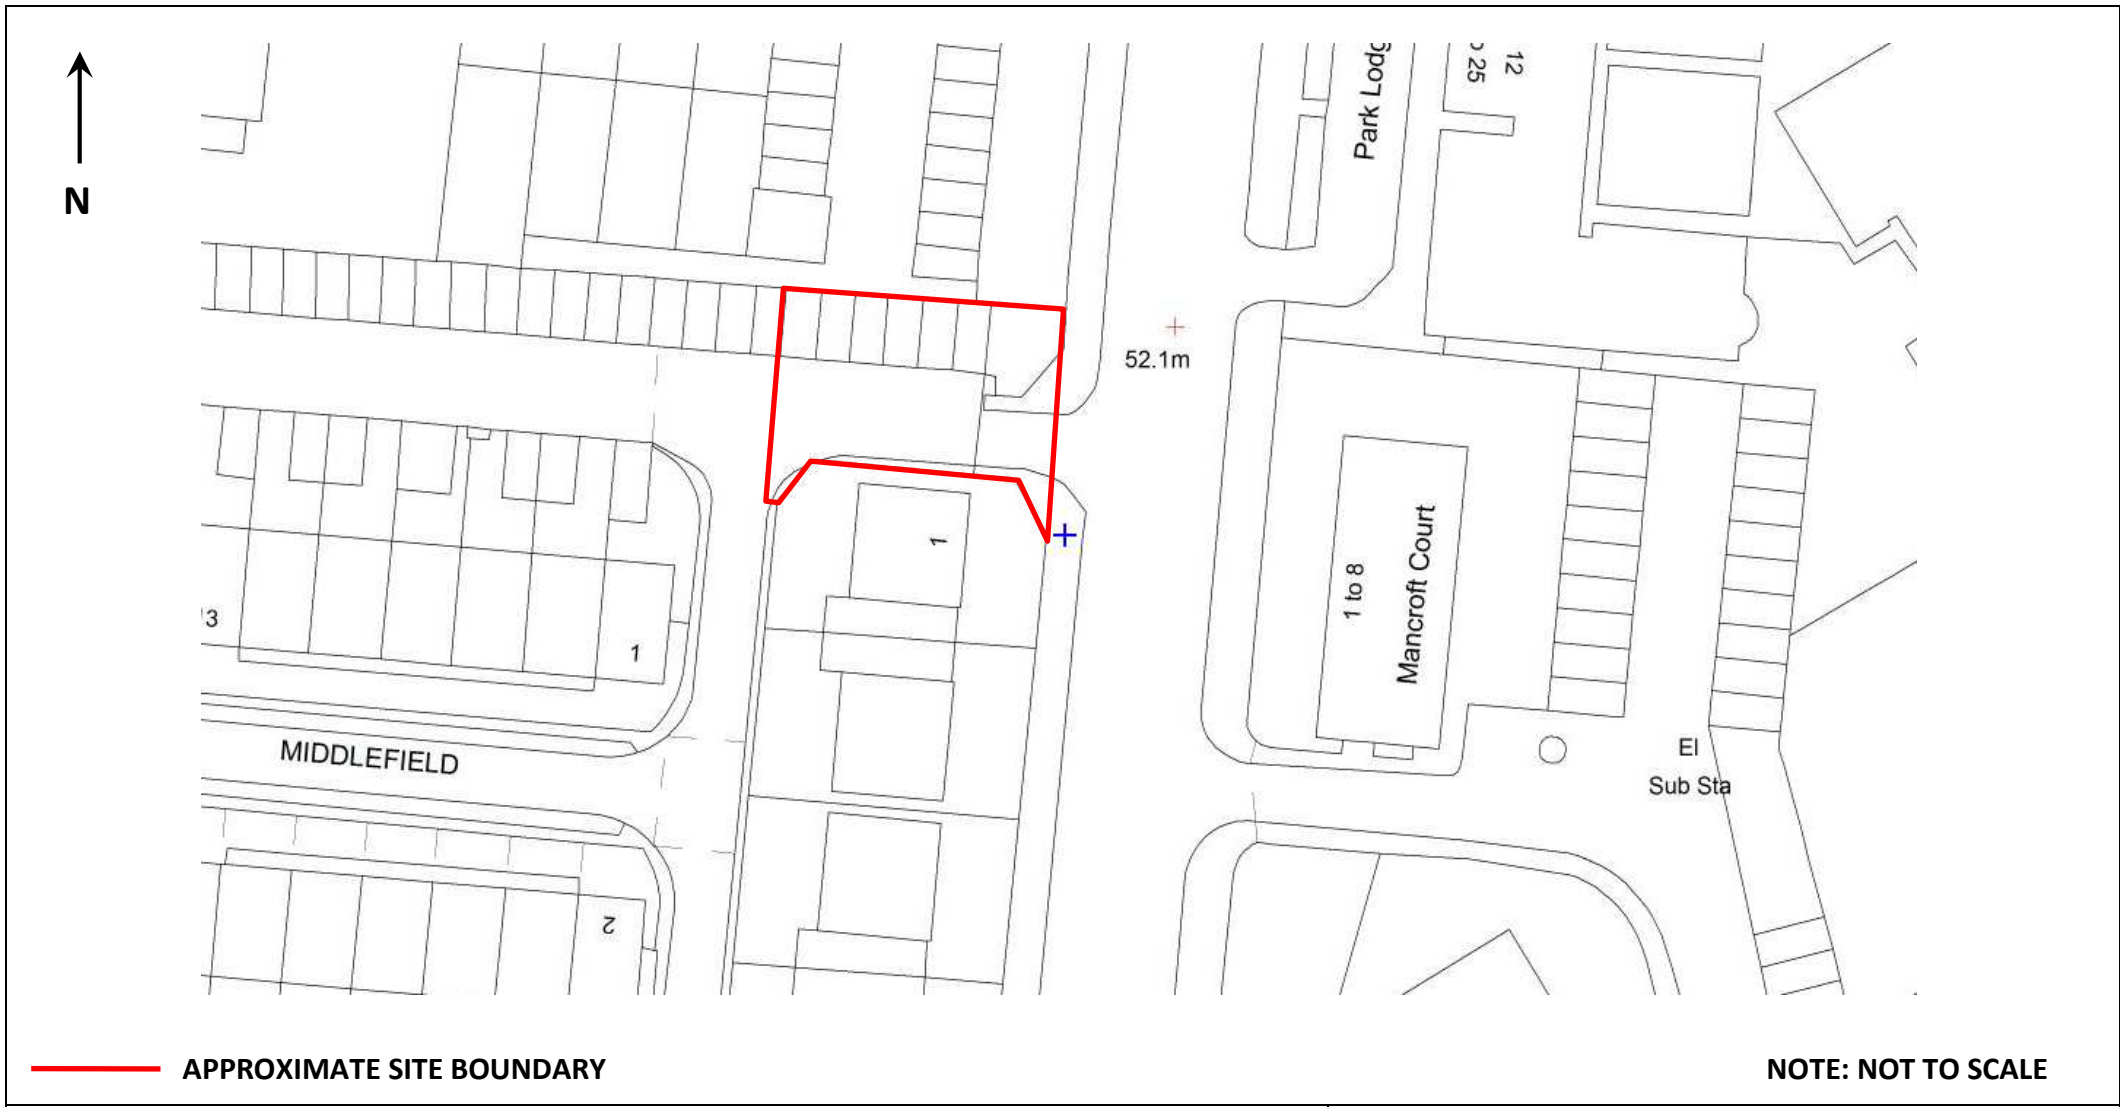 N
Park Lodg
12
o 25
52.1m
1
1 to 8
Mancroft Court
13
1
MIDDLEFIELD
El
Sub Sta
2
APPROXIMATE SITE BOUNDARY
NOTE: NOT TO SCALE